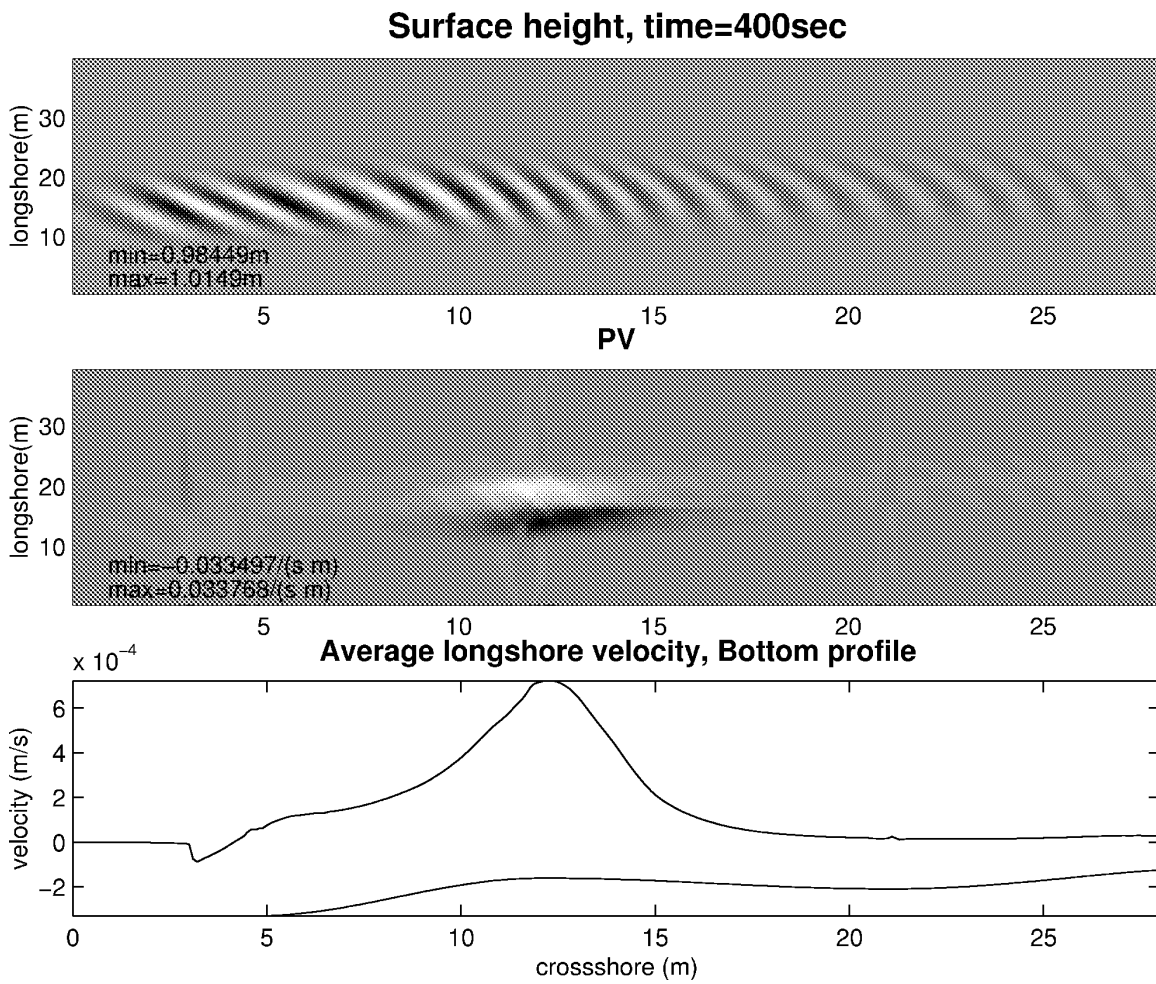 Surface height, time=400sec
longshore(m)
30
20
10
min=0.98449m
max=1.0149m
5
10
15
20
25
PV
longshore(m)
30
20
10
min=−0.033497/(s m)
max=0.033768/(s m)
5
10
15
20
25
x 10⁻⁴
Average longshore velocity, Bottom profile
velocity (m/s)
6
4
2
0
−2
0
5
10
15
20
25
crossshore (m)